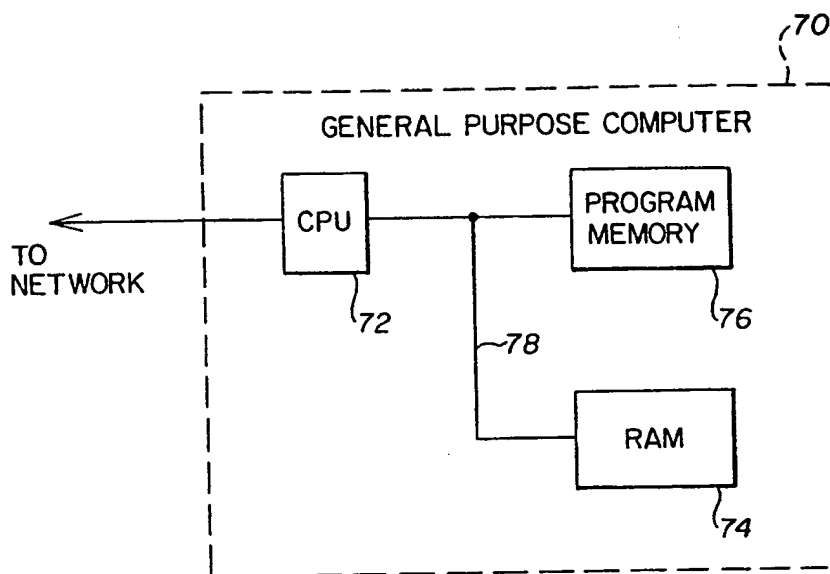 70
GENERAL PURPOSE COMPUTER
CPU
PROGRAM
MEMORY
TO
NETWORK
72
76
78
RAM
74